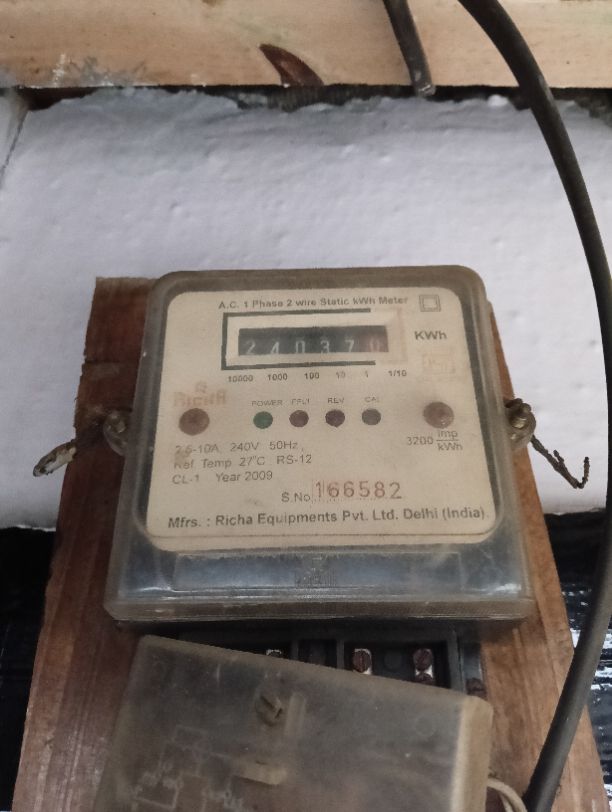 A.C. 1 Phase 2 wire Static kWh Meter
240370
KWh
10000 1000 100 10 1 1/10
RICHA
POWER EFL1 REV CAL
3200 imp/kWh
2.5-10A, 240V 50Hz,
Ref Temp 27°C RS-12
CL-1 Year 2009
S.No. 166582
Mfrs. : Richa Equipments Pvt. Ltd. Delhi (India).